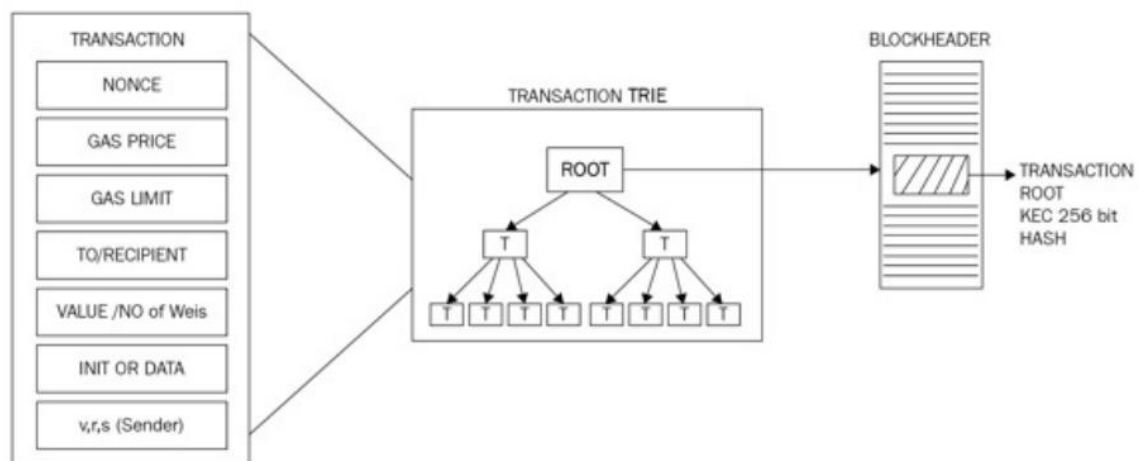 TRANSACTION
NONCE
GAS PRICE
GAS LIMIT
TO/RECIPIENT
VALUE /NO of Weis
INIT OR DATA
v,r,s (Sender)
TRANSACTION TRIE
ROOT
T T
T T T T T T T T
BLOCKHEADER
TRANSACTION
ROOT
KEC 256 bit
HASH